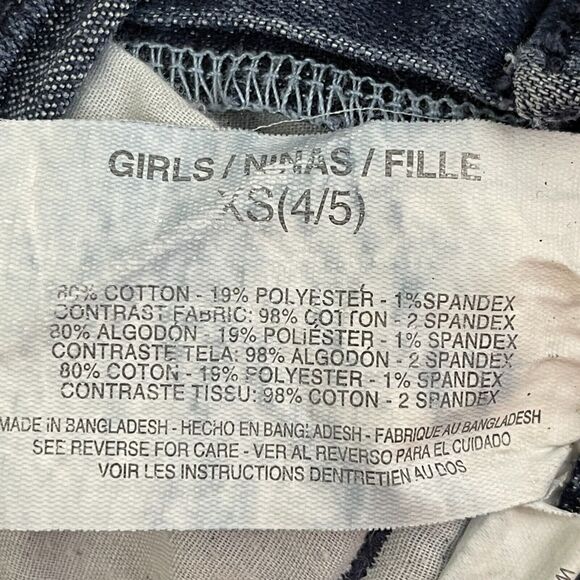 GIRLS / NINAS / FILLE
XS(4/5)
80% COTTON - 19% POLYESTER - 1%SPANDEX
CONTRAST FABRIC: 98% COTTON - 2 SPANDEX
80% ALGODÓN - 19% POLIÉSTER - 1% SPANDEX
CONTRASTE TELA: 98% ALGODÓN - 2 SPANDEX
80% COTON - 19% POLYESTER - 1% SPANDEX
CONTRASTE TISSU: 98% COTON - 2 SPANDEX
MADE IN BANGLADESH - HECHO EN BANGLADESH - FABRIQUE AU BANGLADESH
SEE REVERSE FOR CARE - VER AL REVERSO PARA EL CUIDADO
VOIR LES INSTRUCTIONS DENTRETIEN AU DOS